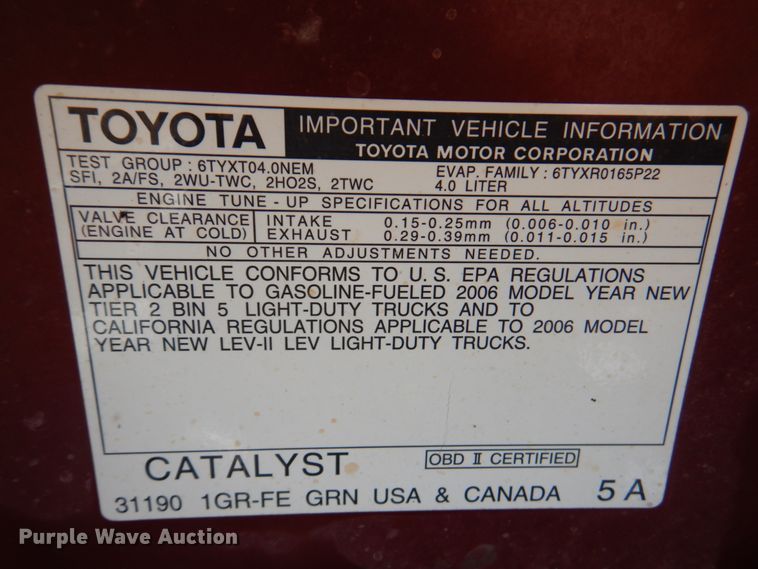 TOYOTA
IMPORTANT VEHICLE INFORMATION
TOYOTA MOTOR CORPORATION
TEST GROUP : 6TYXT04.0NEM EVAP. FAMILY : 6TYXR0165P22
SFI, 2A/FS, 2WU-TWC, 2HO2S, 2TWC 4.0 LITER
ENGINE TUNE - UP SPECIFICATIONS FOR ALL ALTITUDES
VALVE CLEARANCE INTAKE 0.15-0.25mm (0.006-0.010 in.)
(ENGINE AT COLD) EXHAUST 0.29-0.39mm (0.011-0.015 in.)
NO OTHER ADJUSTMENTS NEEDED.
THIS VEHICLE CONFORMS TO U.S. EPA REGULATIONS
APPLICABLE TO GASOLINE-FUELED 2006 MODEL YEAR NEW
TIER 2 BIN 5 LIGHT-DUTY TRUCKS AND TO
CALIFORNIA REGULATIONS APPLICABLE TO 2006 MODEL
YEAR NEW LEV-II LEV LIGHT-DUTY TRUCKS.
CATALYST OBD II CERTIFIED
31190 1GR-FE GRN USA & CANADA 5 A
Purple Wave Auction